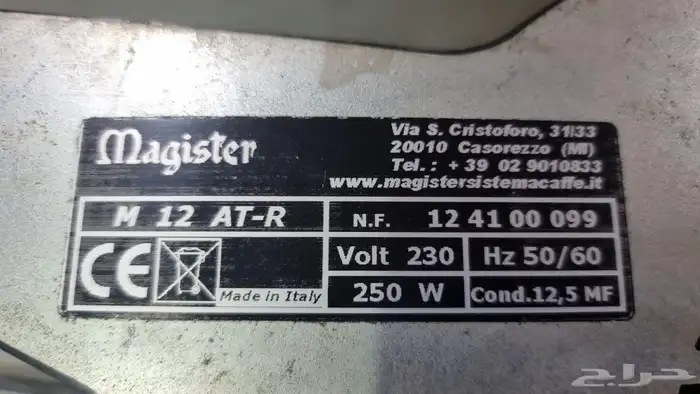 Magister
Via S. Cristoforo, 31/33
20010 Casorezzo (MI)
Tel.: + 39 02 9010833
www.magistersistemacaffe.it
M 12 AT-R
N.F. 12 41 00 099
CE
Made in Italy
Volt 230
Hz 50/60
250 W
Cond.12,5 MF
حراج